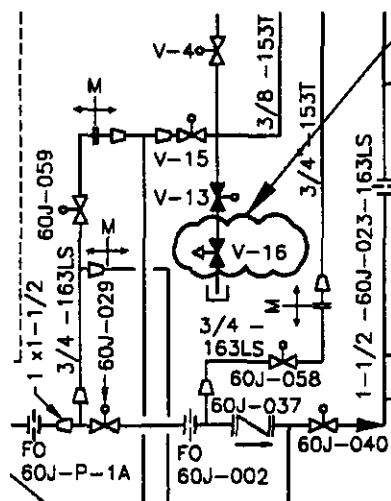 V-4
3/8 -153T
M
V-15
3/4 -153T
60J-059
V-13
M
V-16
1-1/2 -60J-023-163LS
60J-029
3/4 -163LS
1 x1-1/2
M
3/4 -
163LS
60J-058
60J-037
60J-040
FO
60J-P-1A
FO
60J-002